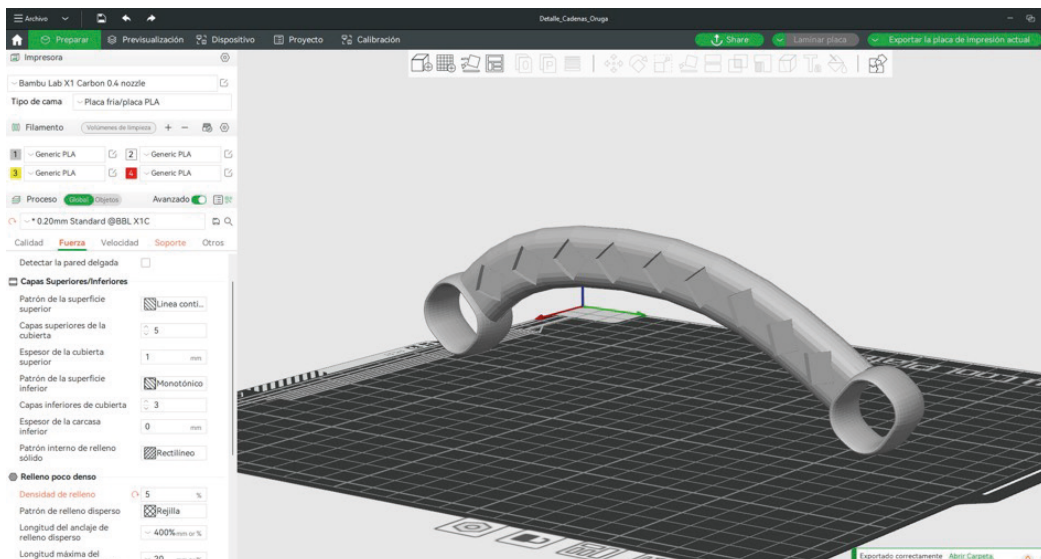 Archivo
Detalle_Cadenas_Oruga
Preparar Previsualización Dispositivo Proyecto Calibración Share Laminar placa Exportar la placa de impresión actual
Impresora
Bambu Lab X1 Carbon 0.4 nozzle
Tipo de cama Placa fría/placa PLA
Filamento Volúmenes de limpieza + −
1 Generic PLA 2 Generic PLA
3 Generic PLA 4 Generic PLA
Proceso Global Objetos Avanzado
* 0.20mm Standard @BBL X1C
Calidad Fuerza Velocidad Soporte Otros
Detectar la pared delgada
Capas Superiores/Inferiores
Patrón de la superficie superior Linea conti...
Capas superiores de la cubierta 5
Espesor de la cubierta superior 1 mm
Patrón de la superficie inferior Monotónico
Capas inferiores de cubierta 3
Espesor de la carcasa inferior 0 mm
Patrón interno de relleno sólido Rectilíneo
Relleno poco denso
Densidad de relleno 5 %
Patrón de relleno disperso Rejilla
Longitud del anclaje de relleno disperso 400% mm or %
Longitud máxima del 20
Exportado correctamente Abrir Carpeta.